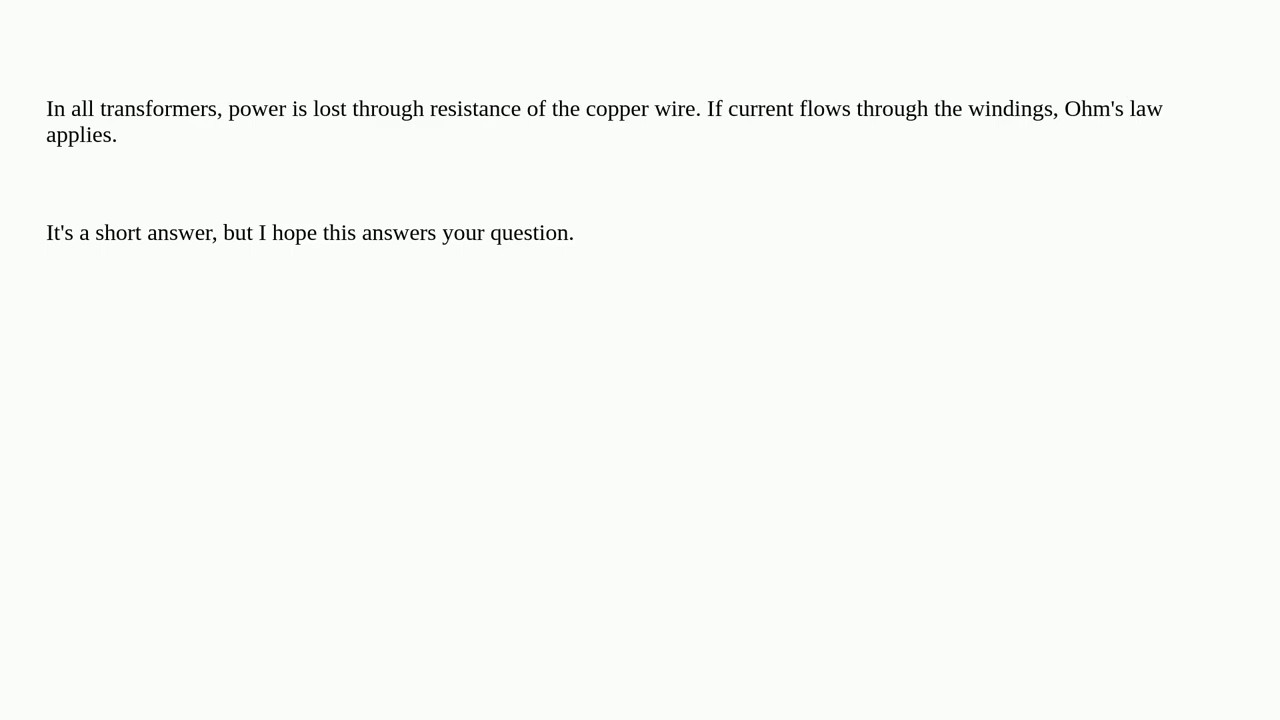 In all transformers, power is lost through resistance of the copper wire. If current flows through the windings, Ohm's law
applies.
It's a short answer, but I hope this answers your question.